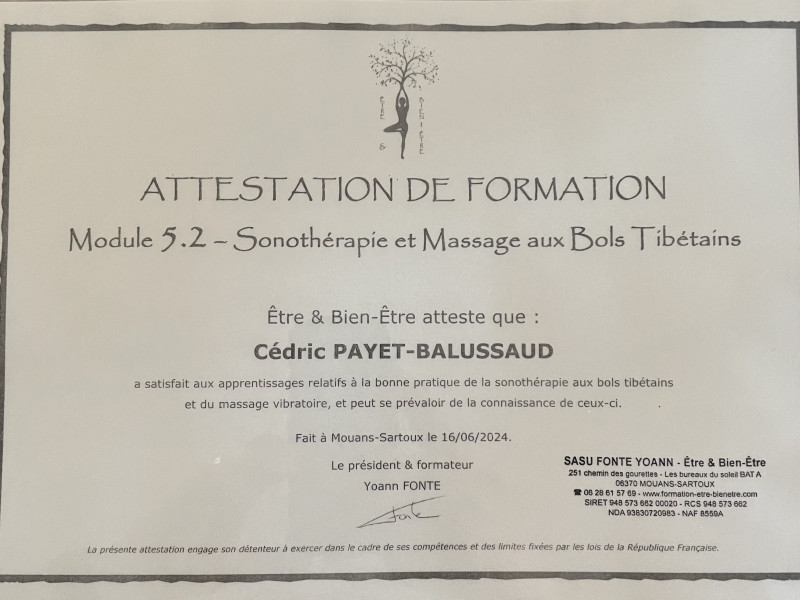 ÊTRE & BIEN ÊTRE
ATTESTATION DE FORMATION
Module 5.2 – Sonothérapie et Massage aux Bols Tibétains
Être & Bien-Être atteste que :
Cédric PAYET-BALUSSAUD
a satisfait aux apprentissages relatifs à la bonne pratique de la sonothérapie aux bols tibétains
et du massage vibratoire, et peut se prévaloir de la connaissance de ceux-ci.
Fait à Mouans-Sartoux le 16/06/2024.
Le président & formateur
Yoann FONTE
Fonte
SASU FONTE YOANN - Être & Bien-Être
251 chemin des gourettes - Les bureaux du soleil BAT A
06370 MOUANS-SARTOUX
☎ 06 28 61 57 69 - www.formation-etre-bienetre.com
SIRET 948 573 662 00020 - RCS 948 573 662
NDA 93830720983 - NAF 8559A
La présente attestation engage son détenteur à exercer dans le cadre de ses compétences et des limites fixées par les lois de la République Française.